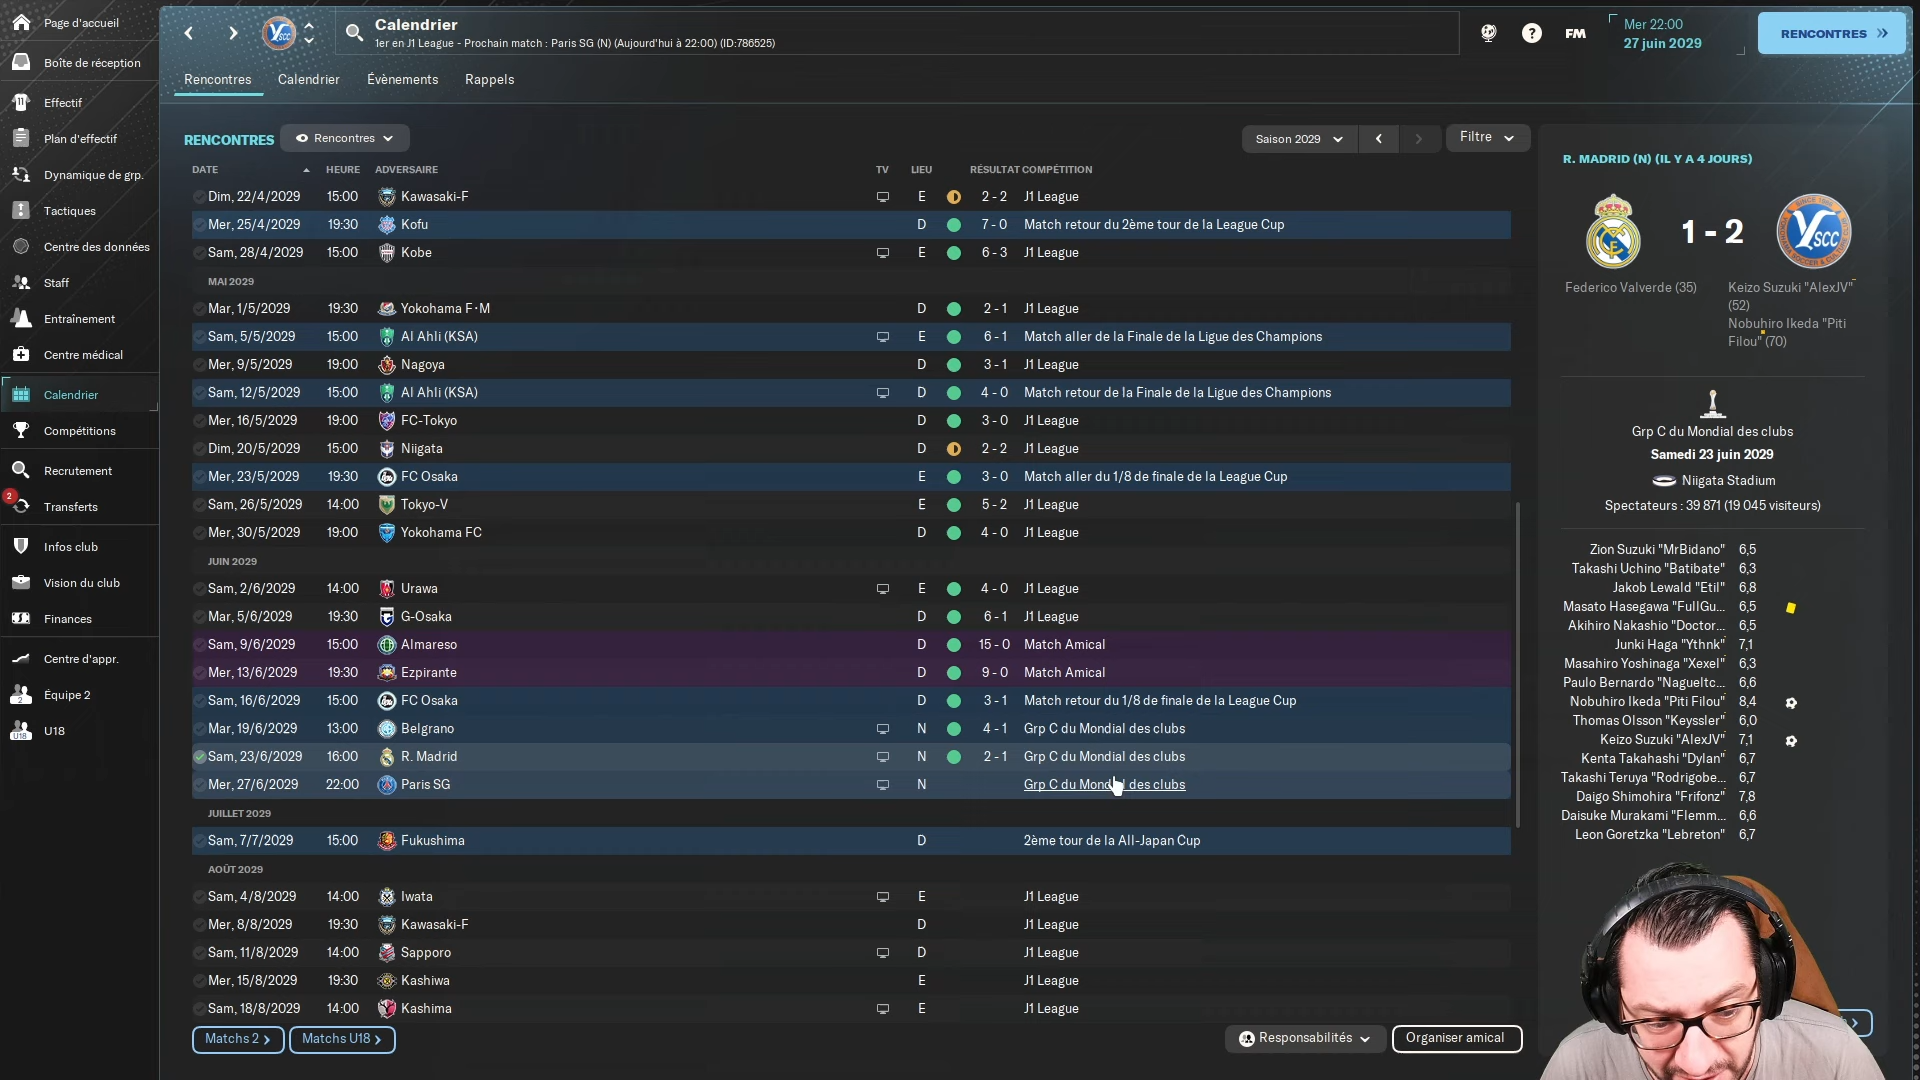 Page d'accueil
Boîte de réception
Effectif
Plan d'effectif
Dynamique de grp.
Tactiques
Centre des données
Staff
Entraînement
Centre médical
Calendrier
Compétitions
Recrutement
2
Transferts
Infos club
Vision du club
Finances
Centre d'appr.
Équipe 2
U18
Calendrier
1er en J1 League - Prochain match : Paris SG (N) (Aujourd'hui à 22:00) (ID:786525)
FM
Mer 22:00
27 juin 2029
RENCONTRES
Rencontres Calendrier Évènements Rappels
RENCONTRES Rencontres Saison 2029 Filtre
DATE HEURE ADVERSAIRE TV LIEU RÉSULTAT COMPÉTITION
Dim, 22/4/2029 15:00 Kawasaki-F E 2 - 2 J1 League
Mer, 25/4/2029 19:30 Kofu D 7 - 0 Match retour du 2ème tour de la League Cup
Sam, 28/4/2029 15:00 Kobe E 6 - 3 J1 League
MAI 2029
Mar, 1/5/2029 19:30 Yokohama F·M D 2 - 1 J1 League
Sam, 5/5/2029 15:00 Al Ahli (KSA) E 6 - 1 Match aller de la Finale de la Ligue des Champions
Mer, 9/5/2029 19:00 Nagoya D 3 - 1 J1 League
Sam, 12/5/2029 15:00 Al Ahli (KSA) D 4 - 0 Match retour de la Finale de la Ligue des Champions
Mer, 16/5/2029 19:00 FC-Tokyo D 3 - 0 J1 League
Dim, 20/5/2029 15:00 Niigata D 2 - 2 J1 League
Mer, 23/5/2029 19:30 FC Osaka E 3 - 0 Match aller du 1/8 de finale de la League Cup
Sam, 26/5/2029 14:00 Tokyo-V E 5 - 2 J1 League
Mer, 30/5/2029 19:00 Yokohama FC D 4 - 0 J1 League
JUIN 2029
Sam, 2/6/2029 14:00 Urawa E 4 - 0 J1 League
Mar, 5/6/2029 19:30 G-Osaka D 6 - 1 J1 League
Sam, 9/6/2029 15:00 Almareso D 15 - 0 Match Amical
Mer, 13/6/2029 19:30 Ezpirante D 9 - 0 Match Amical
Sam, 16/6/2029 15:00 FC Osaka D 3 - 1 Match retour du 1/8 de finale de la League Cup
Mar, 19/6/2029 13:00 Belgrano N 4 - 1 Grp C du Mondial des clubs
Sam, 23/6/2029 16:00 R. Madrid N 2 - 1 Grp C du Mondial des clubs
Mer, 27/6/2029 22:00 Paris SG N Grp C du Mondial des clubs
JUILLET 2029
Sam, 7/7/2029 15:00 Fukushima D 2ème tour de la All-Japan Cup
AOÛT 2029
Sam, 4/8/2029 14:00 Iwata E J1 League
Mer, 8/8/2029 19:30 Kawasaki-F D J1 League
Sam, 11/8/2029 14:00 Sapporo D J1 League
Mer, 15/8/2029 19:30 Kashiwa E J1 League
Sam, 18/8/2029 14:00 Kashima E J1 League
Matchs 2 Matchs U18 Responsabilités Organiser amical
R. MADRID (N) (IL Y A 4 JOURS)
1 - 2
YSCC
Federico Valverde (35)
Keizo Suzuki "AlexJV"
(52)
Nobuhiro Ikeda "Piti
Filou" (70)
Grp C du Mondial des clubs
Samedi 23 juin 2029
Niigata Stadium
Spectateurs : 39 871 (19 045 visiteurs)
Zion Suzuki "MrBidano" 6,5
Takashi Uchino "Batibate" 6,3
Jakob Lewald "Etil" 6,8
Masato Hasegawa "FullGu... 6,5
Akihiro Nakashio "Doctor... 6,5
Junki Haga "Ythnk" 7,1
Masahiro Yoshinaga "Xexel" 6,3
Paulo Bernardo "Nagueltc... 6,6
Nobuhiro Ikeda "Piti Filou" 8,4
Thomas Olsson "Keyssler" 6,0
Keizo Suzuki "AlexJV" 7,1
Kenta Takahashi "Dylan" 6,7
Takashi Teruya "Rodrigobe... 6,7
Daigo Shimohira "Frifonz" 7,8
Daisuke Murakami "Flemm... 6,6
Leon Goretzka "Lebreton" 6,7